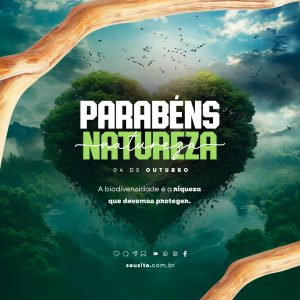 PARABÉNS
NATUREZA
natureza
04 DE OUTUBRO
A biodiversidade é a riqueza
que devemos proteger.
seusite.com.br